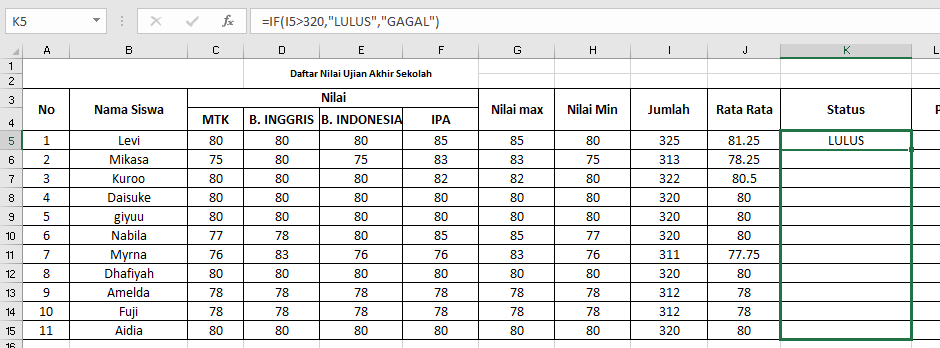 K5 fx =IF(I5>320,"LULUS","GAGAL")
A B C D E F G H I J K L
1
2 Daftar Nilai Ujian Akhir Sekolah
3 No Nama Siswa Nilai Nilai max Nilai Min Jumlah Rata Rata Status P
4 MTK B. INGGRIS B. INDONESIA IPA
5 1 Levi 80 80 80 85 85 80 325 81.25 LULUS
6 2 Mikasa 75 80 75 83 83 75 313 78.25
7 3 Kuroo 80 80 80 82 82 80 322 80.5
8 4 Daisuke 80 80 80 80 80 80 320 80
9 5 giyuu 80 80 80 80 80 80 320 80
10 6 Nabila 77 78 80 85 85 77 320 80
11 7 Myrna 76 83 76 76 83 76 311 77.75
12 8 Dhafiyah 80 80 80 80 80 80 320 80
13 9 Amelda 78 78 78 78 78 78 312 78
14 10 Fuji 78 78 78 78 78 78 312 78
15 11 Aidia 80 80 80 80 80 80 320 80
16